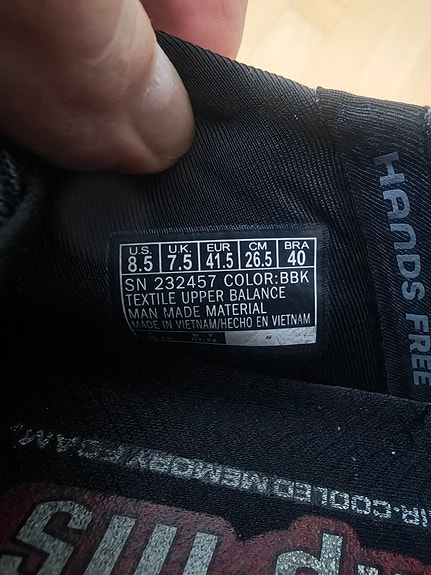 U.S. U.K. EUR CM BRA
8.5 7.5 41.5 26.5 40
SN 232457 COLOR:BBK
TEXTILE UPPER BALANCE
MAN MADE MATERIAL
MADE IN VIETNAM/HECHO EN VIETNAM
HANDS FREE
AIR-COOLED MEMORY FOAM